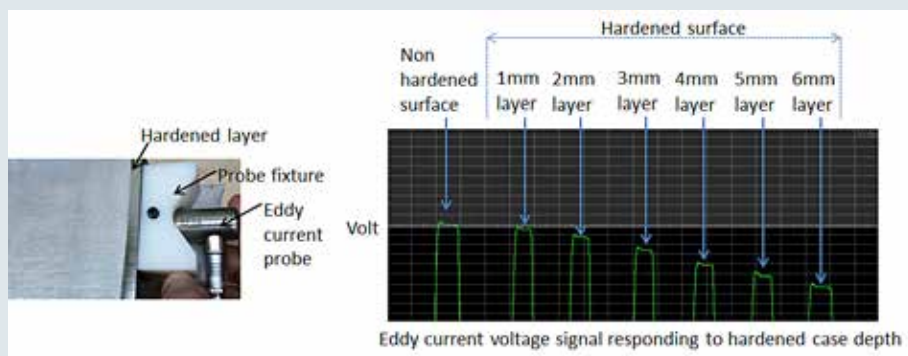 Hardened layer
Probe fixture
Eddy
current
probe
Hardened surface
Non
hardened
surface
1mm
layer
2mm
layer
3mm
layer
4mm
layer
5mm
layer
6mm
layer
Volt
Eddy current voltage signal responding to hardened case depth